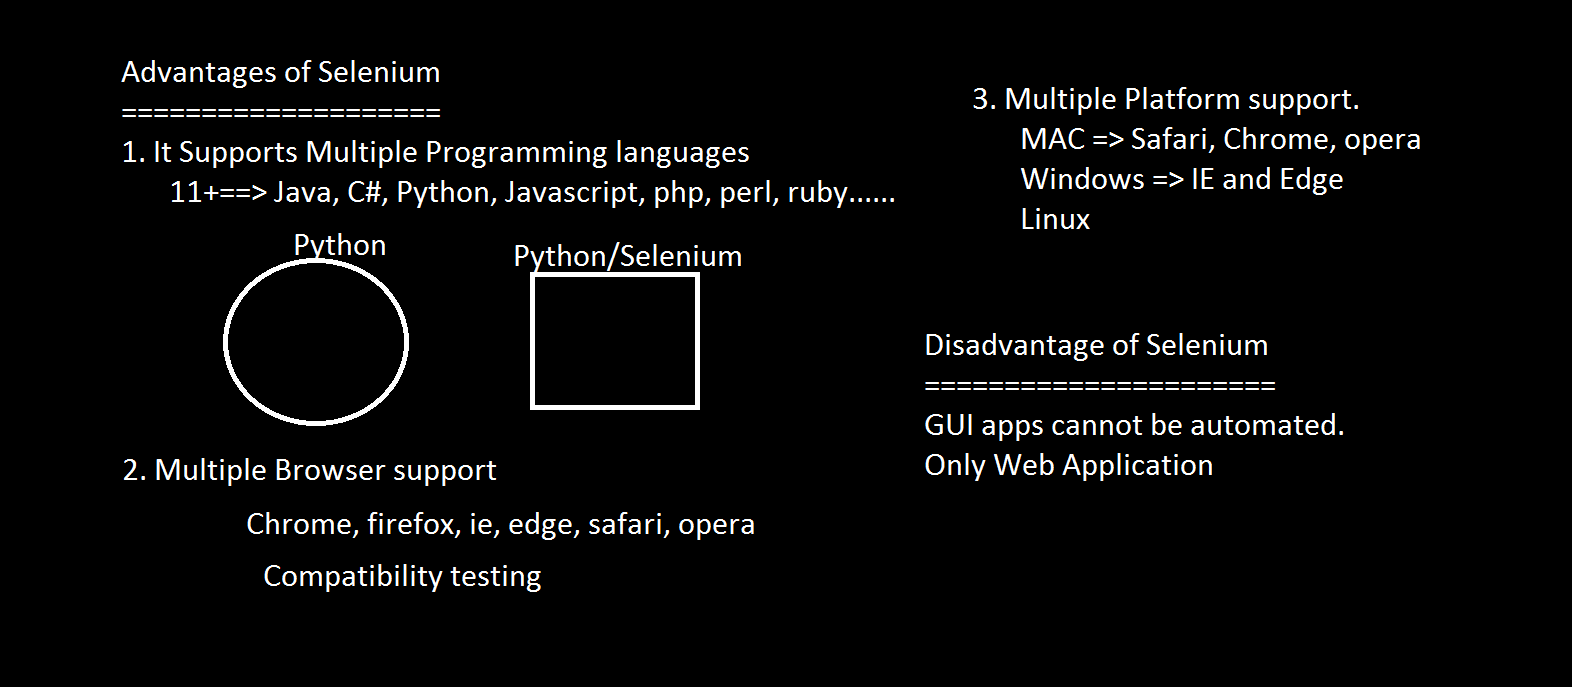 Advantages of Selenium
====================
1. It Supports Multiple Programming languages
11+==> Java, C#, Python, Javascript, php, perl, ruby......
Python
Python/Selenium
2. Multiple Browser support
Chrome, firefox, ie, edge, safari, opera
Compatibility testing
3. Multiple Platform support.
MAC => Safari, Chrome, opera
Windows => IE and Edge
Linux
Disadvantage of Selenium
======================
GUI apps cannot be automated.
Only Web Application